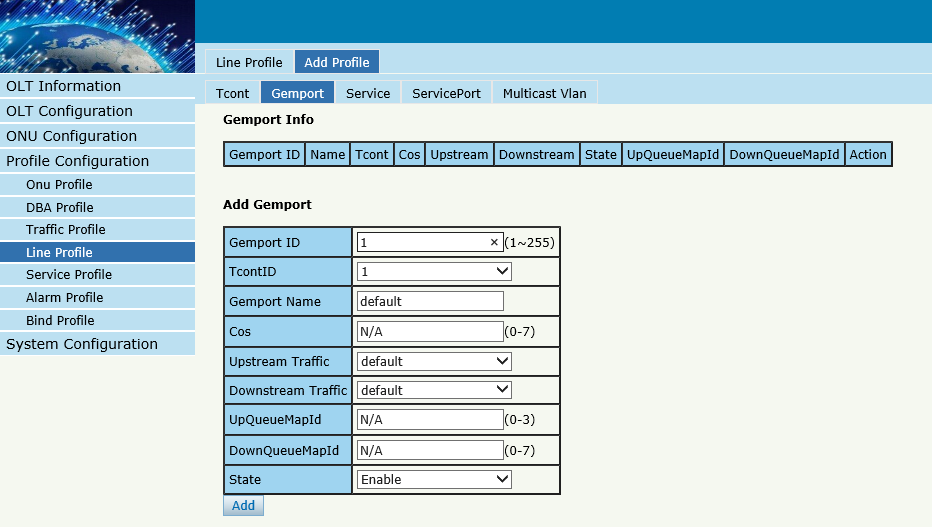 Line Profile Add Profile
Tcont Gemport Service ServicePort Multicast Vlan
OLT Information
OLT Configuration
ONU Configuration
Profile Configuration
Onu Profile
DBA Profile
Traffic Profile
Line Profile
Service Profile
Alarm Profile
Bind Profile
System Configuration
Gemport Info
Gemport ID Name Tcont Cos Upstream Downstream State UpQueueMapId DownQueueMapId Action
Add Gemport
Gemport ID 1 × (1~255)
TcontID 1
Gemport Name default
Cos N/A (0-7)
Upstream Traffic default
Downstream Traffic default
UpQueueMapId N/A (0-3)
DownQueueMapId N/A (0-7)
State Enable
Add